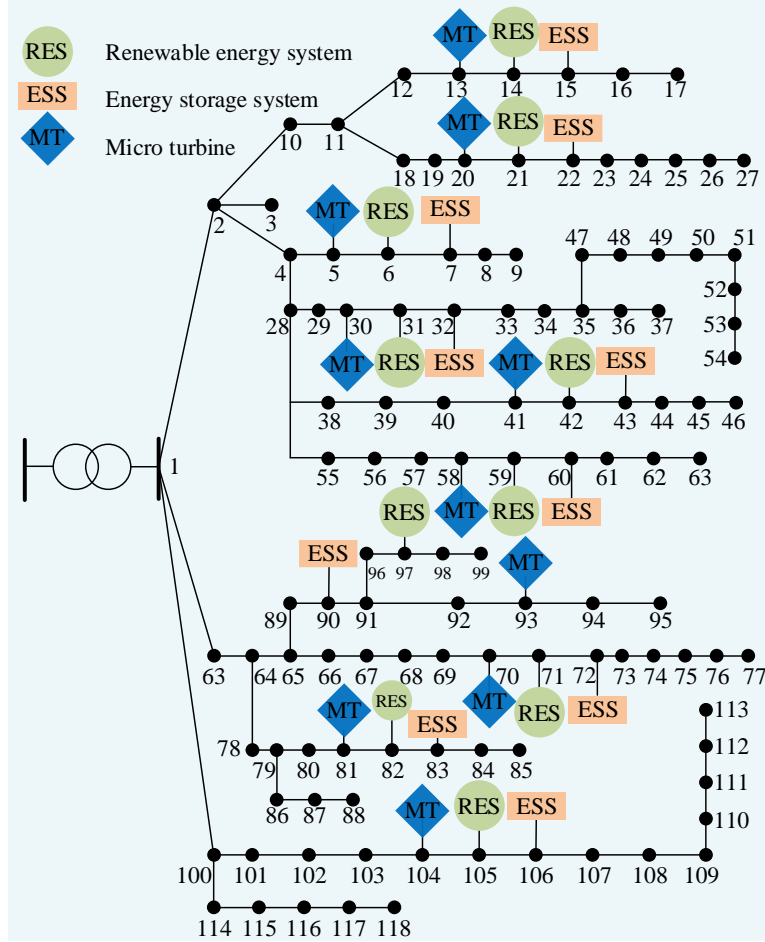 RES Renewable energy system
ESS Energy storage system
MT Micro turbine
MT RES ESS
12 13 14 15 16 17
10 11
MT RES ESS
18 19 20 21 22 23 24 25 26 27
2 3
MT RES ESS
4 5 6 7 8 9
47 48 49 50 51
52
53
54
28 29 30 31 32 33 34 35 36 37
MT RES ESS MT RES ESS
38 39 40 41 42 43 44 45 46
1
55 56 57 58 59 60 61 62 63
RES MT RES ESS
ESS MT
96 97 98 99
89 90 91 92 93 94 95
63 64 65 66 67 68 69 70 71 72 73 74 75 76 77
MT RES ESS MT RES ESS
78 79 80 81 82 83 84 85
86 87 88
113
112
111
110
MT RES ESS
100 101 102 103 104 105 106 107 108 109
114 115 116 117 118